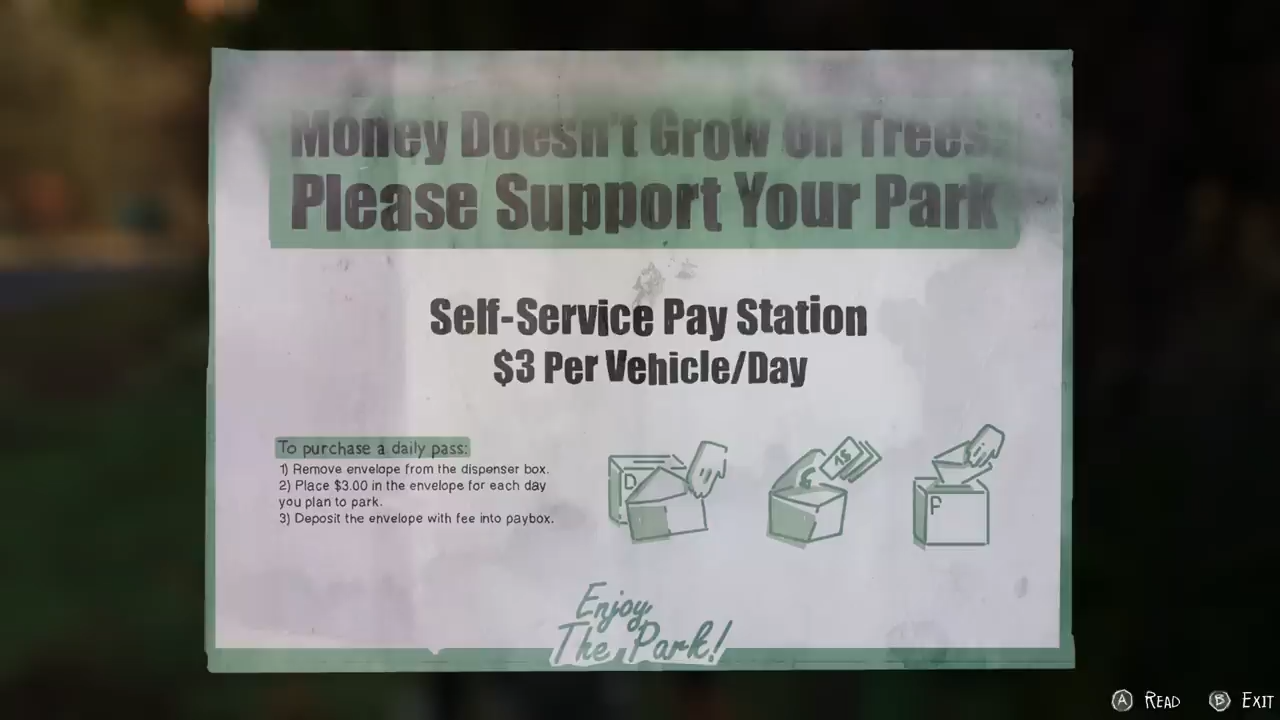 Money Doesn't Grow On Trees.
Please Support Your Park
Self-Service Pay Station
$3 Per Vehicle/Day
To purchase a daily pass:
1) Remove envelope from the dispenser box.
2) Place $3.00 in the envelope for each day
you plan to park.
3) Deposit the envelope with fee into paybox.
D
15
P
Enjoy
The Park!
A READ B EXIT